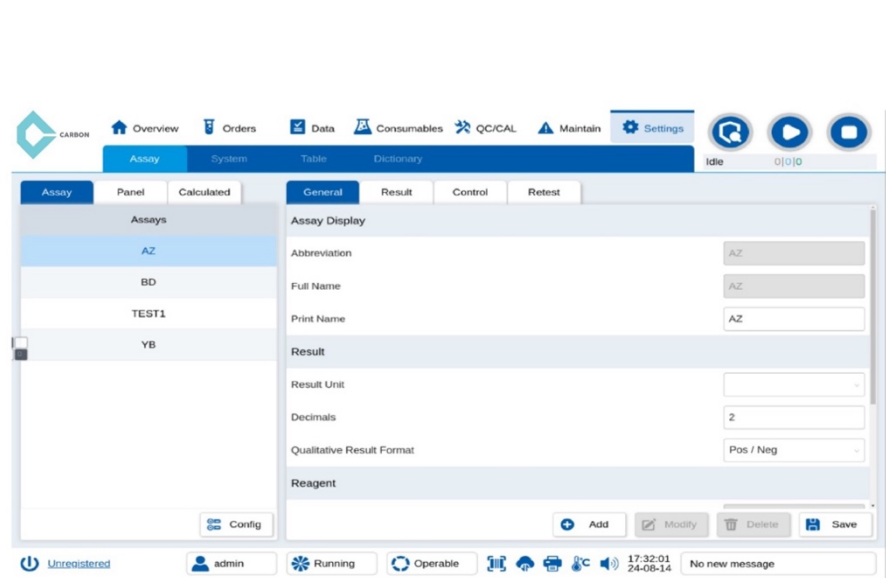 CARBON
Overview Orders Data Consumables QC/CAL Maintain Settings
Assay System Table Dictionary
Idle 0|0|0
Assay Panel Calculated
General Result Control Retest
Assays
AZ
BD
TEST1
YB
Config
Assay Display
Abbreviation AZ
Full Name AZ
Print Name AZ
Result
Result Unit
Decimals 2
Qualitative Result Format Pos / Neg
Reagent
Add Modify Delete Save
Unregistered admin Running Operable °C 17:32:01 No new message
24-08-14